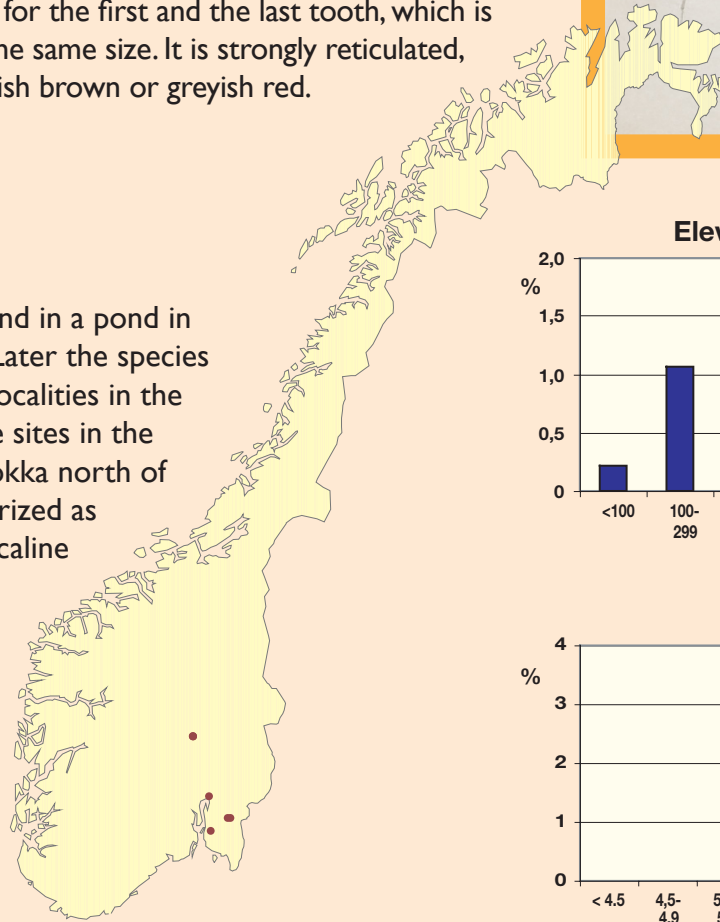 for the first and the last tooth, which is
he same size. It is strongly reticulated,
ish brown or greyish red.
nd in a pond in
Later the species
ocalities in the
e sites in the
okka north of
rized as
caline
Elev
%
2,0
1,5
1,0
0,5
0
<100
100-
299
%
4
3
2
1
0
< 4.5
4,5-
4.9